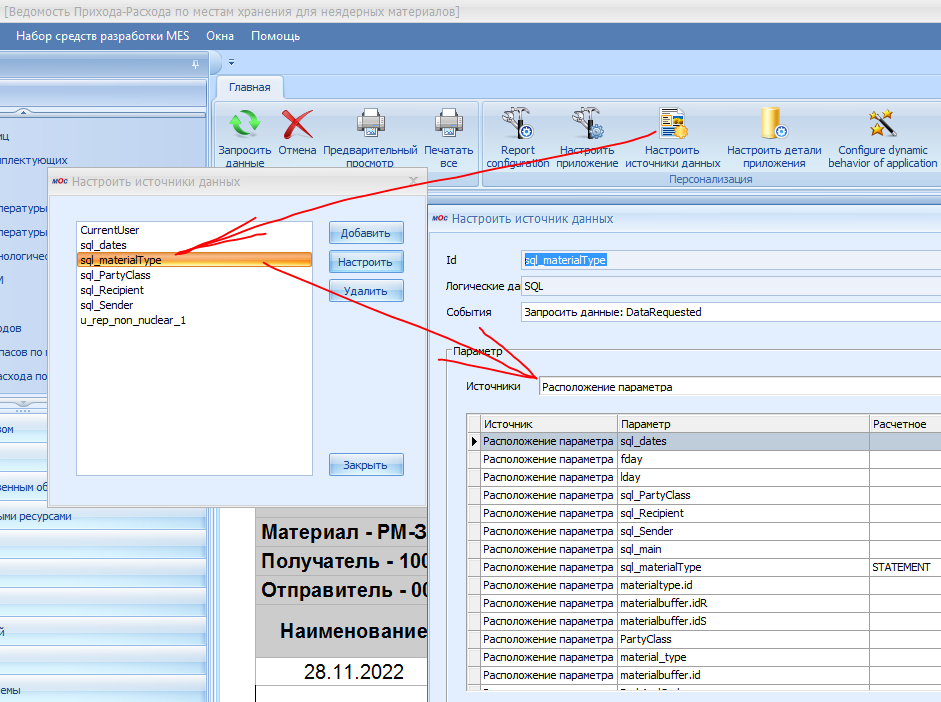 [Ведомость Прихода-Расхода по местам хранения для неядерных материалов]
Набор средств разработки MES Окна Помощь
Главная
Запросить данные
Отмена
Предварительный просмотр
Печатать все
Report configuration
Настроить приложение
Настроить источники данных
Настроить детали приложения
Configure dynamic behavior of application
Персонализация
мплектующих
пературы
пературы
нологичес
одов
пасов по
асхода по
венным об
ыми ресурсами
емы
МОС Настроить источники данных
CurrentUser
sql_dates
sql_materialType
sql_PartyClass
sql_Recipient
sql_Sender
u_rep_non_nuclear_1
Добавить
Настроить
Удалить
Закрыть
МОС Настроить источник данных
Id sql_materialType
Логические да SQL
События Запросить данные: DataRequested
Параметр
Источники Расположение параметра
Источник Параметр Расчетное
Расположение параметра sql_dates
Расположение параметра fday
Расположение параметра lday
Расположение параметра sql_PartyClass
Расположение параметра sql_Recipient
Расположение параметра sql_Sender
Расположение параметра sql_main
Расположение параметра sql_materialType STATEMENT
Расположение параметра materialtype.id
Расположение параметра materialbuffer.idR
Расположение параметра materialbuffer.idS
Расположение параметра PartyClass
Расположение параметра material_type
Расположение параметра materialbuffer.id
Материал - РМ-З
Получатель - 100
Отправитель - 00
Наименование
28.11.2022